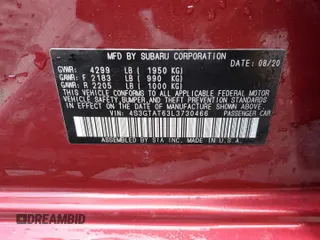 MFD BY SUBARU CORPORATION
DATE: 08/20
GVWR: 4299 LB ( 1950 KG)
GAWR: F 2183 LB ( 990 KG)
GAWR: R 2205 LB ( 1000 KG)
THIS VEHICLE CONFORMS TO ALL APPLICABLE FEDERAL MOTOR
VEHICLE SAFETY, BUMPER, AND THEFT PREVENTION STANDARDS
IN EFFECT ON THE DATE OF MANUFACTURE SHOWN ABOVE.
VIN: 4S3GTAT63L3730466 PASSENGER CAR
ASSEMBLED BY SIA INC. MADE IN U.S.A.
DREAMBID